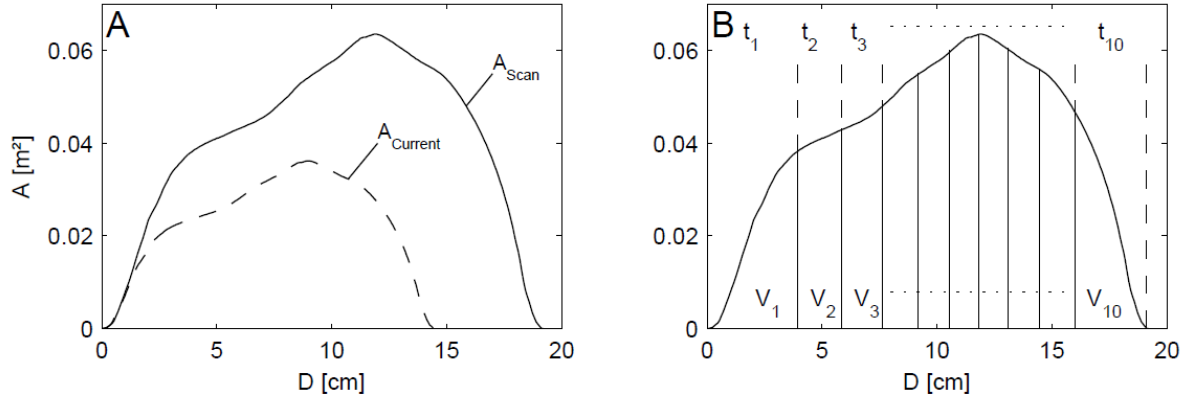 A
A_Scan
A_Current
A [m²]
0.06
0.04
0.02
0
0 5 10 15 20
D [cm]
B
t_1 t_2 t_3 t_10
V_1 V_2 V_3 V_10
0.06
0.04
0.02
0
0 5 10 15 20
D [cm]